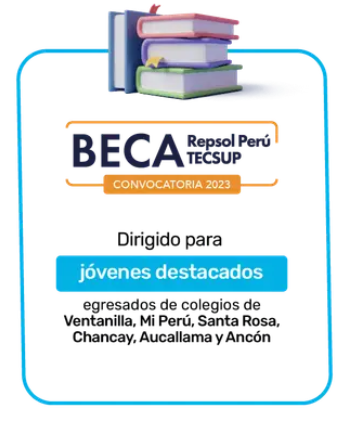 BECA Repsol Perú
TECSUP
CONVOCATORIA 2023
Dirigido para
jóvenes destacados
egresados de colegios de
Ventanilla, Mi Perú, Santa Rosa,
Chancay, Aucallama y Ancón